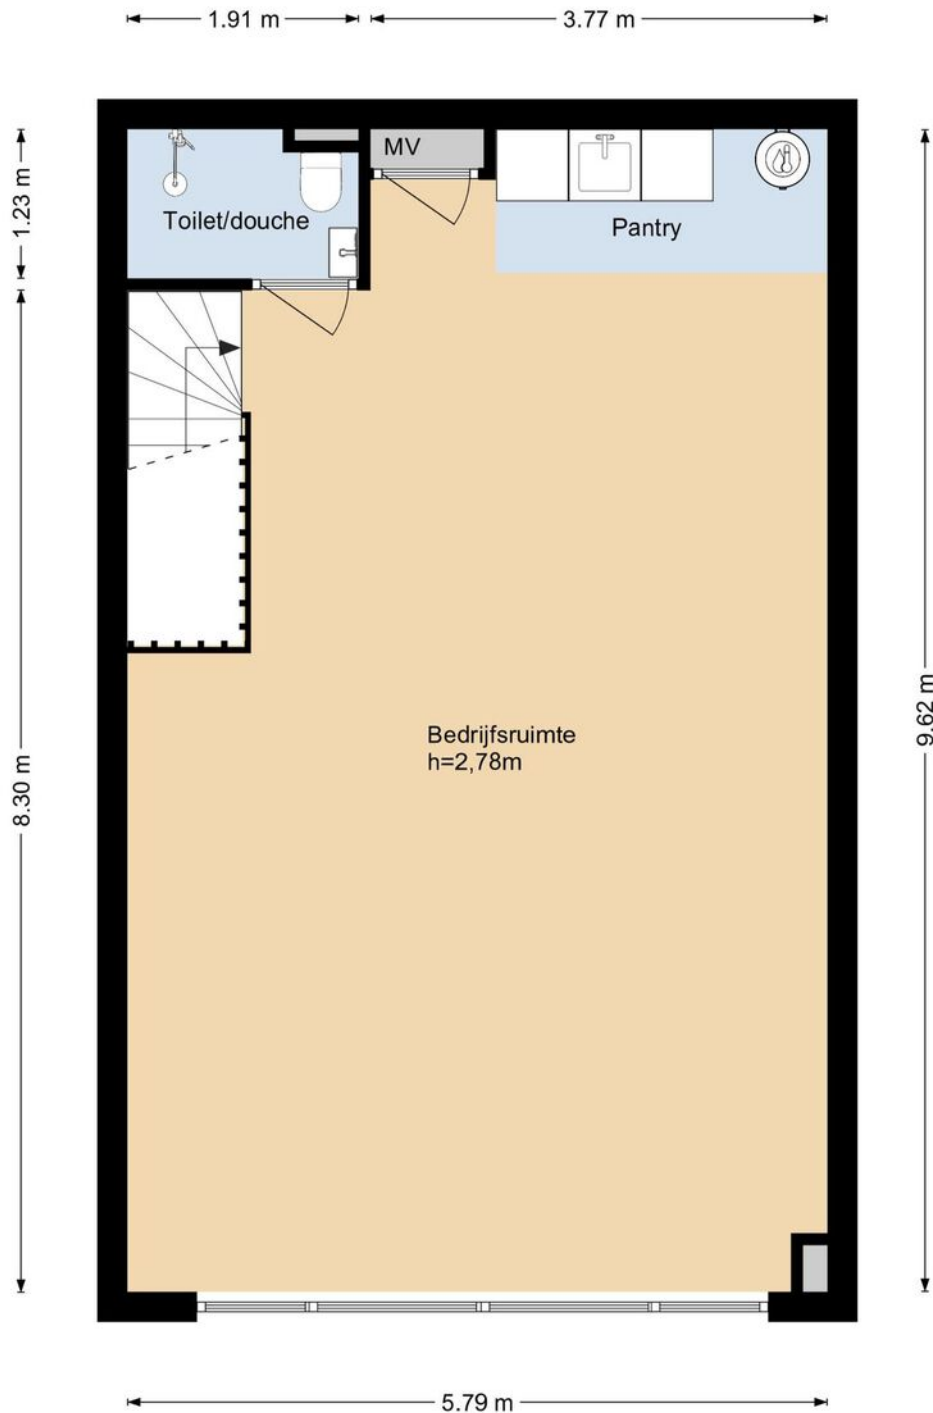 1.91 m
3.77 m
MV
1.23 m
Toilet/douche
Pantry
Bedrijfsruimte
h=2,78m
8.30 m
9.62 m
5.79 m